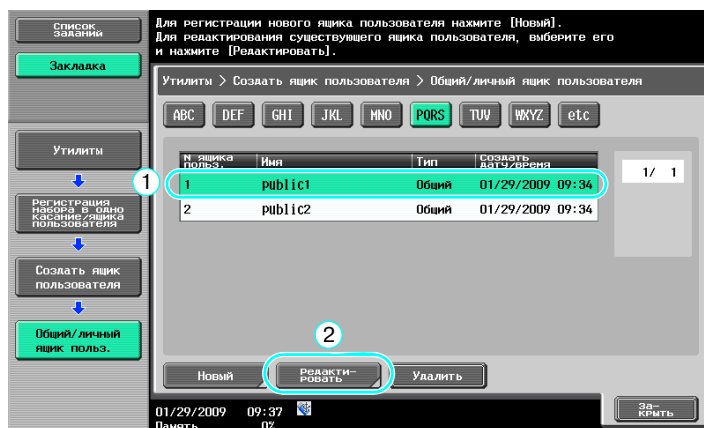 Список
заданий
Закладка
Для регистрации нового ящика пользователя нажмите [Новый].
Для редактирования существующего ящика пользователя, выберите его
и нажмите [Редактировать].
Утилиты > Создать ящик пользователя > Общий/личный ящик пользователя
ABC DEF GHI JKL MNO PQRS TUV WXYZ etc
Утилиты
Регистрация
набора в одно
касание/ящика
пользователя
Создать ящик
пользователя
Общий/личный
ящик польз.
N ящика
польз.
Имя
Тип
Создать
дату/время
1
1 public1 Общий 01/29/2009 09:34
2 public2 Общий 01/29/2009 09:34
1/ 1
2
Новый
Редакти-
ровать
Удалить
01/29/2009 09:37
Память 0%
За-
крыть